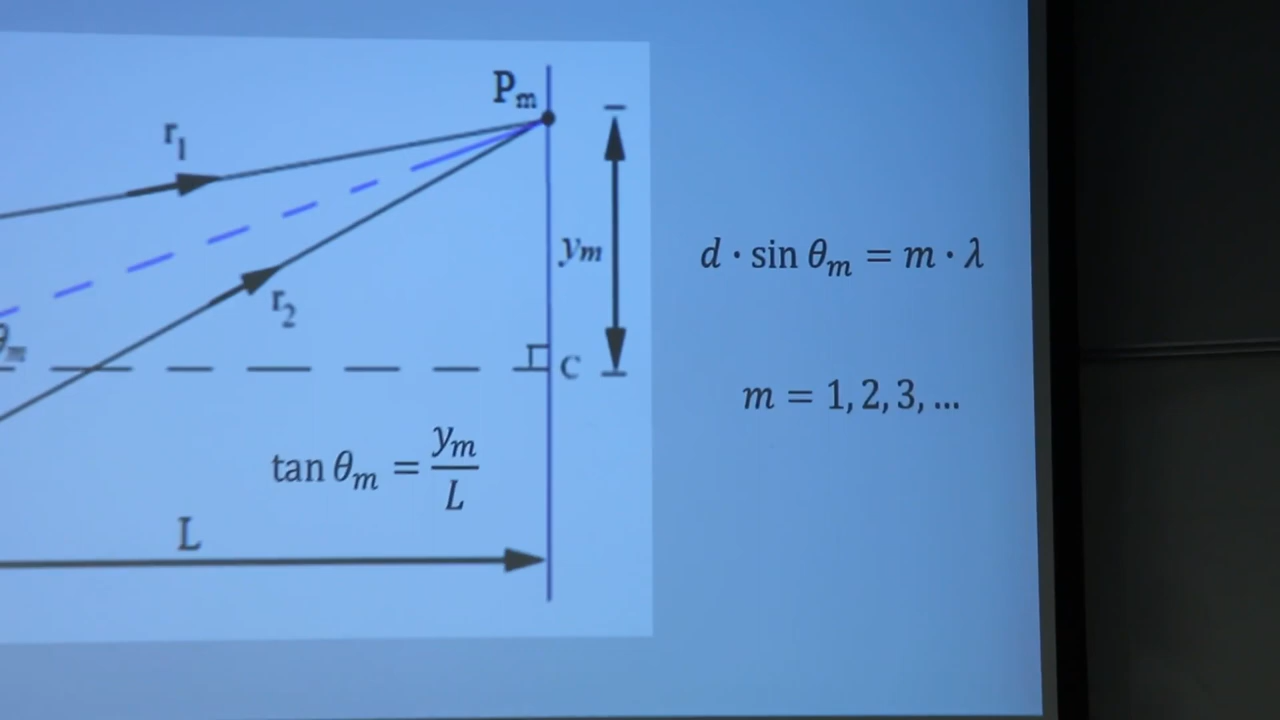 Pₘ
r₁
yₘ
d · sin θₘ = m · λ
r₂
θₘ
C
m = 1, 2, 3, ...
tan θₘ = yₘ / L
L